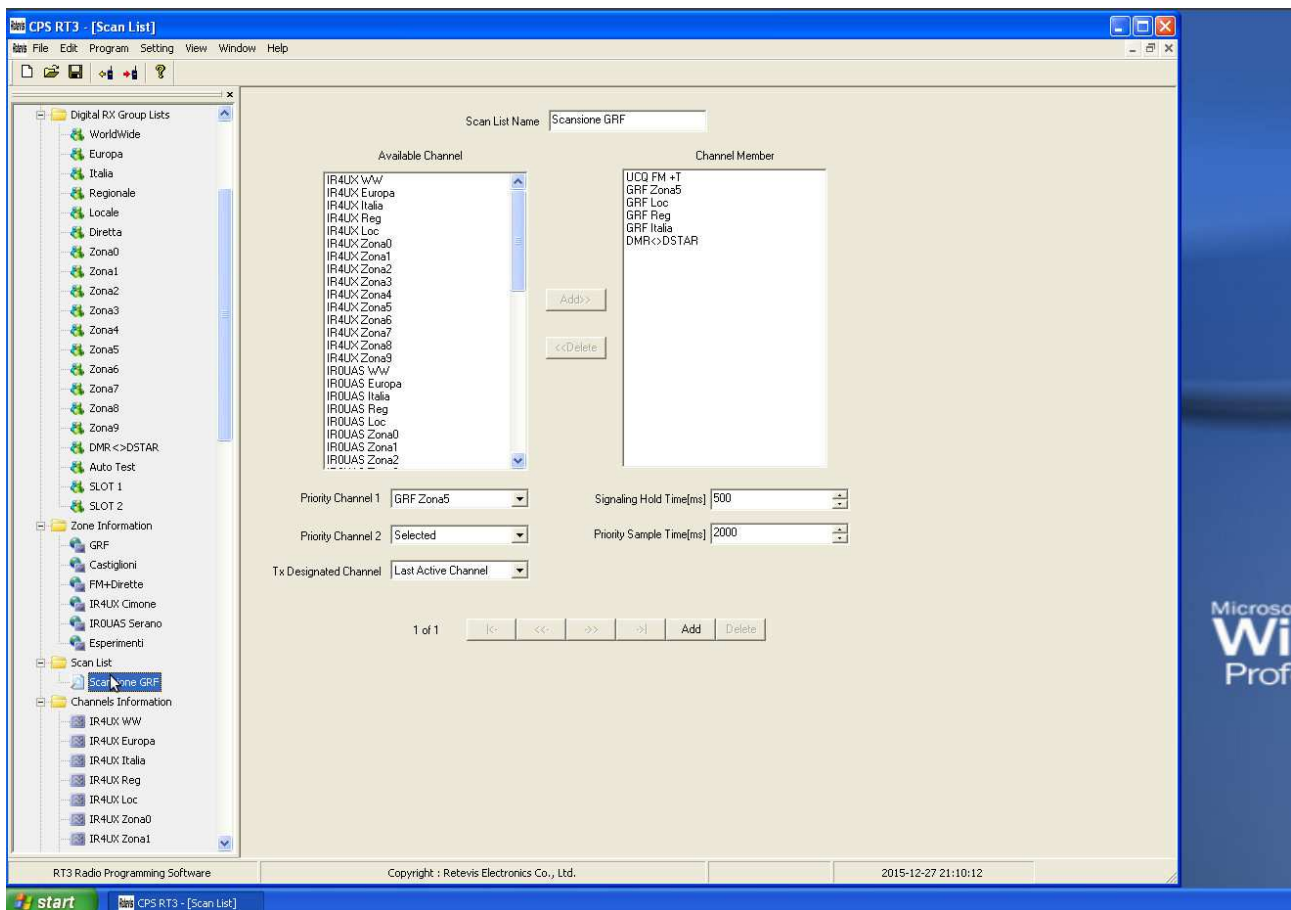 CPS RT3 - [Scan List]
File Edit Program Setting View Window Help
Digital RX Group Lists
WorldWide
Europa
Italia
Regionale
Locale
Diretta
Zona0
Zona1
Zona2
Zona3
Zona4
Zona5
Zona6
Zona7
Zona8
Zona9
DMR<>DSTAR
Auto Test
SLOT 1
SLOT 2
Zone Information
GRF
Castiglioni
FM+Dirette
IR4UX Cimone
IR0UAS Serano
Esperimenti
Scan List
Scansione GRF
Channels Information
IR4UX WW
IR4UX Europa
IR4UX Italia
IR4UX Reg
IR4UX Loc
IR4UX Zona0
IR4UX Zona1
Scan List Name Scansione GRF
Available Channel
IR4UX WW
IR4UX Europa
IR4UX Italia
IR4UX Reg
IR4UX Loc
IR4UX Zona0
IR4UX Zona1
IR4UX Zona2
IR4UX Zona3
IR4UX Zona4
IR4UX Zona5
IR4UX Zona6
IR4UX Zona7
IR4UX Zona8
IR4UX Zona9
IR0UAS WW
IR0UAS Europa
IR0UAS Italia
IR0UAS Reg
IR0UAS Loc
IR0UAS Zona0
IR0UAS Zona1
IR0UAS Zona2
Add>>
<<Delete
Channel Member
UCQ FM +T
GRF Zona5
GRF Loc
GRF Reg
GRF Italia
DMR<>DSTAR
Priority Channel 1 GRF Zona5 Signaling Hold Time[ms] 500
Priority Channel 2 Selected Priority Sample Time[ms] 2000
Tx Designated Channel Last Active Channel
1 of 1 |<- <<- ->> ->| Add Delete
RT3 Radio Programming Software Copyright : Retevis Electronics Co., Ltd. 2015-12-27 21:10:12
Microso
Wi
Prof
start CPS RT3 - [Scan List]